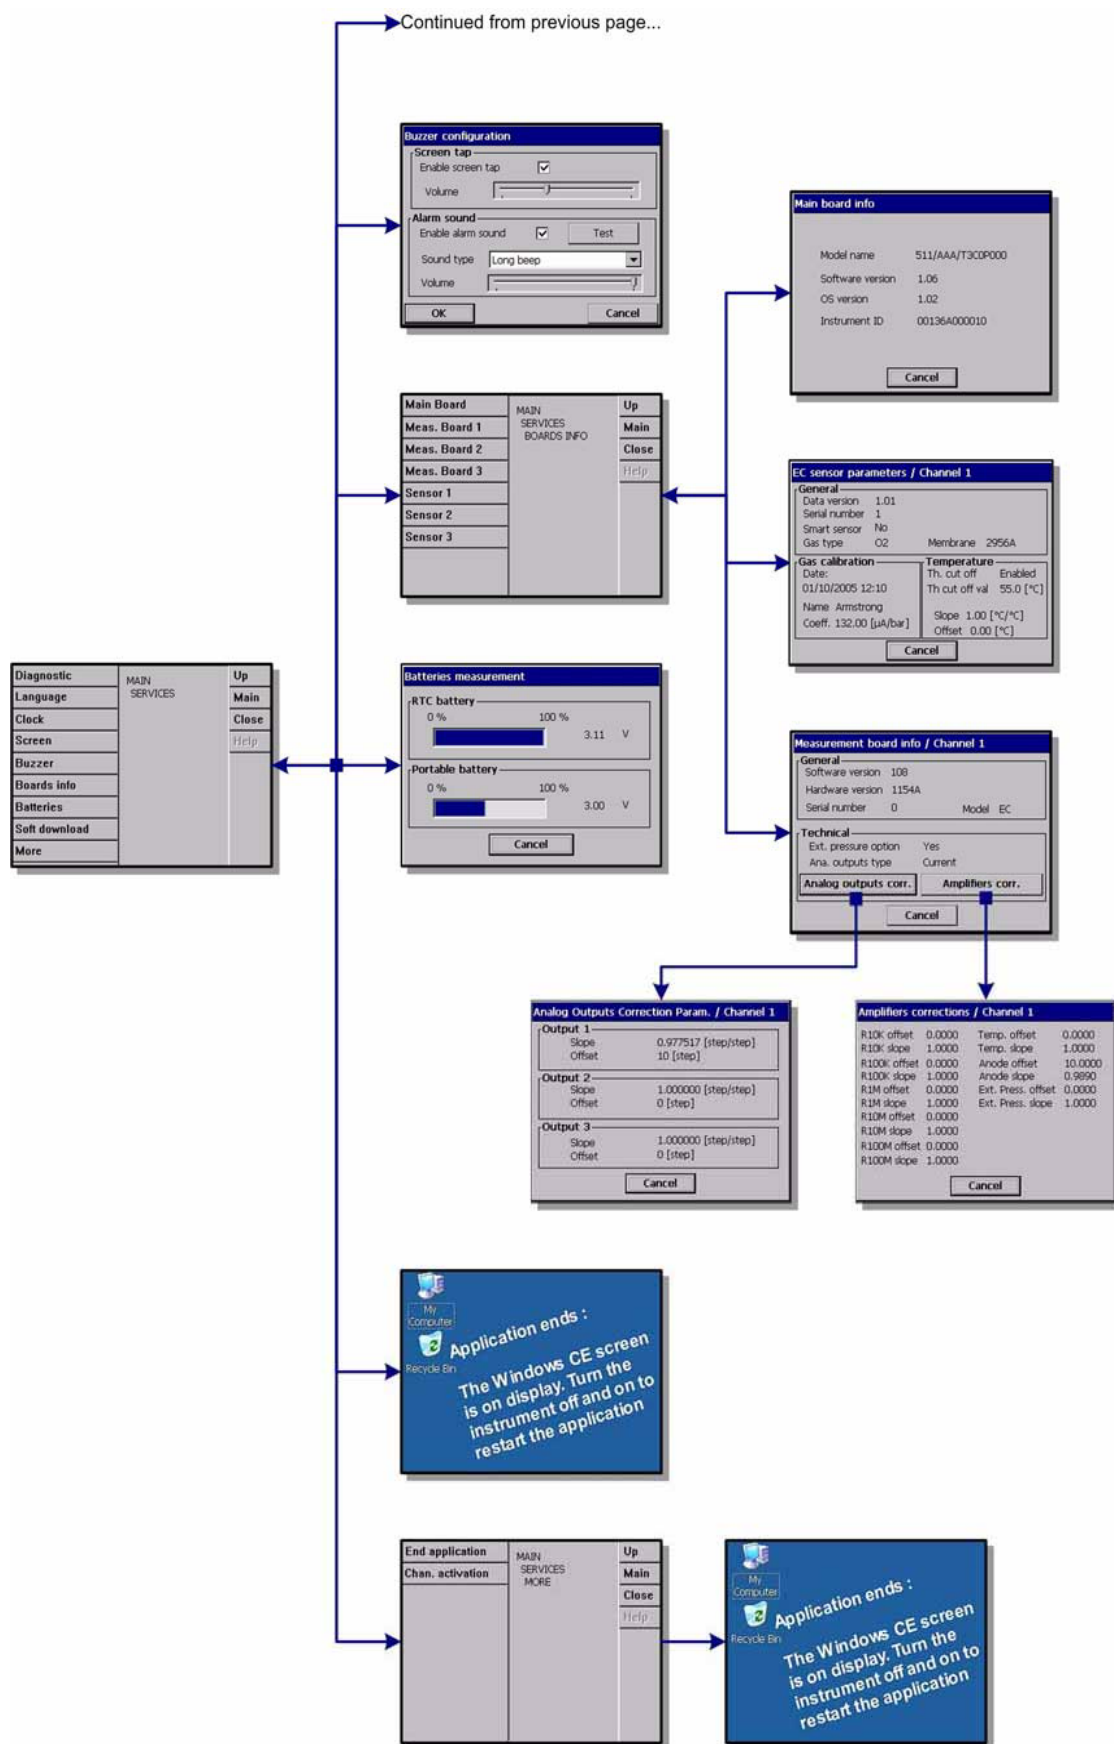 Continued from previous page...
Buzzer configuration
Screen tap
Enable screen tap
Volume
Alarm sound
Enable alarm sound
Test
Sound type Long beep
Volume
OK Cancel
Main board info
Model name 511/AAA/T3C0P000
Software version 1.06
OS version 1.02
Instrument ID 00136A000010
Cancel
Main Board
Meas. Board 1
Meas. Board 2
Meas. Board 3
Sensor 1
Sensor 2
Sensor 3
MAIN
SERVICES
BOARDS INFO
Up
Main
Close
Help
EC sensor parameters / Channel 1
General
Data version 1.01
Serial number 1
Smart sensor No
Gas type O2 Membrane 2956A
Gas calibration
Date:
01/10/2005 12:10
Name Armstrong
Coeff. 132.00 [µA/bar]
Temperature
Th. cut off Enabled
Th cut off val 55.0 [°C]
Slope 1.00 [°C/°C]
Offset 0.00 [°C]
Cancel
Diagnostic
Language
Clock
Screen
Buzzer
Boards info
Batteries
Soft download
More
MAIN
SERVICES
Up
Main
Close
Help
Batteries measurement
RTC battery
0 % 100 %
3.11 V
Portable battery
0 % 100 %
3.00 V
Cancel
Measurement board info / Channel 1
General
Software version 108
Hardware version 1154A
Serial number 0 Model EC
Technical
Ext. pressure option Yes
Ana. outputs type Current
Analog outputs corr. Amplifiers corr.
Cancel
Analog Outputs Correction Param. / Channel 1
Output 1
Slope 0.977517 [step/step]
Offset 10 [step]
Output 2
Slope 1.000000 [step/step]
Offset 0 [step]
Output 3
Slope 1.000000 [step/step]
Offset 0 [step]
Cancel
Amplifiers corrections / Channel 1
R10K offset 0.0000 Temp. offset 0.0000
R10K slope 1.0000 Temp. slope 1.0000
R100K offset 0.0000 Anode offset 10.0000
R100K slope 1.0000 Anode slope 0.9890
R1M offset 0.0000 Ext. Press. offset 0.0000
R1M slope 1.0000 Ext. Press. slope 1.0000
R10M offset 0.0000
R10M slope 1.0000
R100M offset 0.0000
R100M slope 1.0000
Cancel
My
Computer
Recycle Bin
Application ends :
The Windows CE screen
is on display. Turn the
instrument off and on to
restart the application
End application
Chan. activation
MAIN
SERVICES
MORE
Up
Main
Close
Help
My
Computer
Recycle Bin
Application ends :
The Windows CE screen
is on display. Turn the
instrument off and on to
restart the application